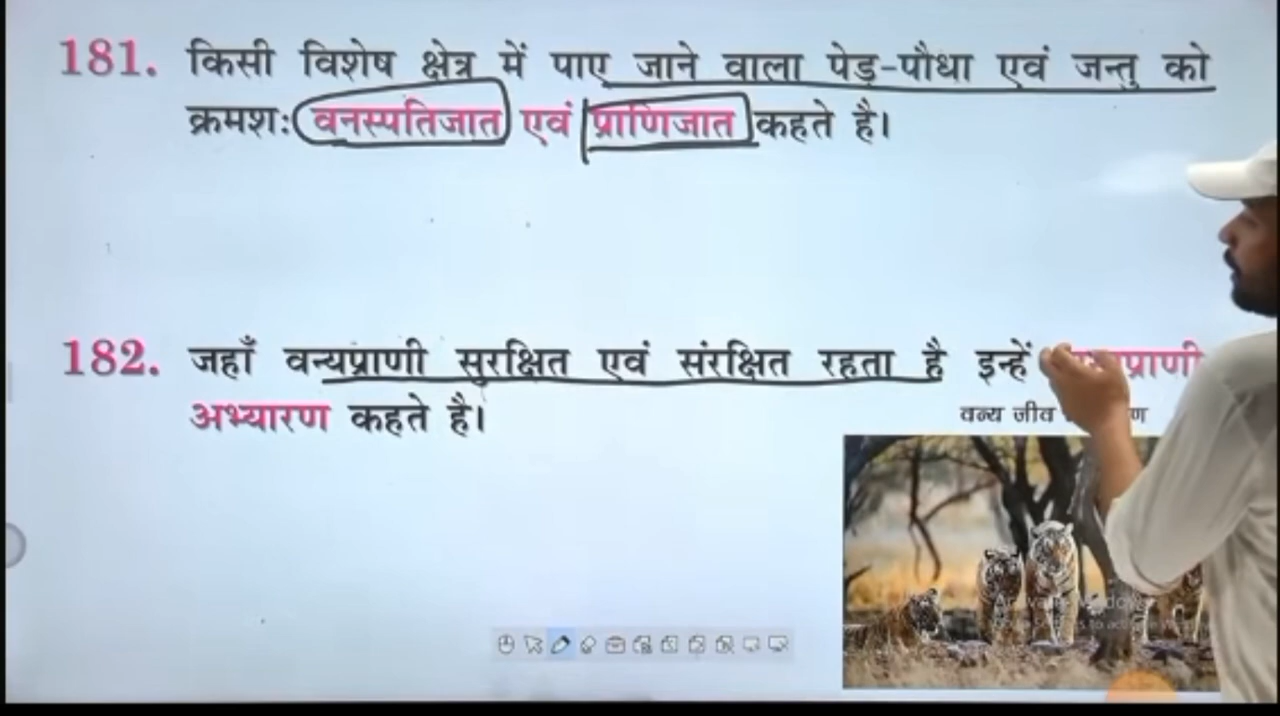 181. किसी विशेष क्षेत्र में पाए जाने वाला पेड़-पौधा एवं जन्तु को
क्रमशः वनस्पतिजात एवं प्राणिजात कहते है।
182. जहाँ वन्यप्राणी सुरक्षित एवं संरक्षित रहता है इन्हें
अभ्यारण कहते है।
वन्य जीव